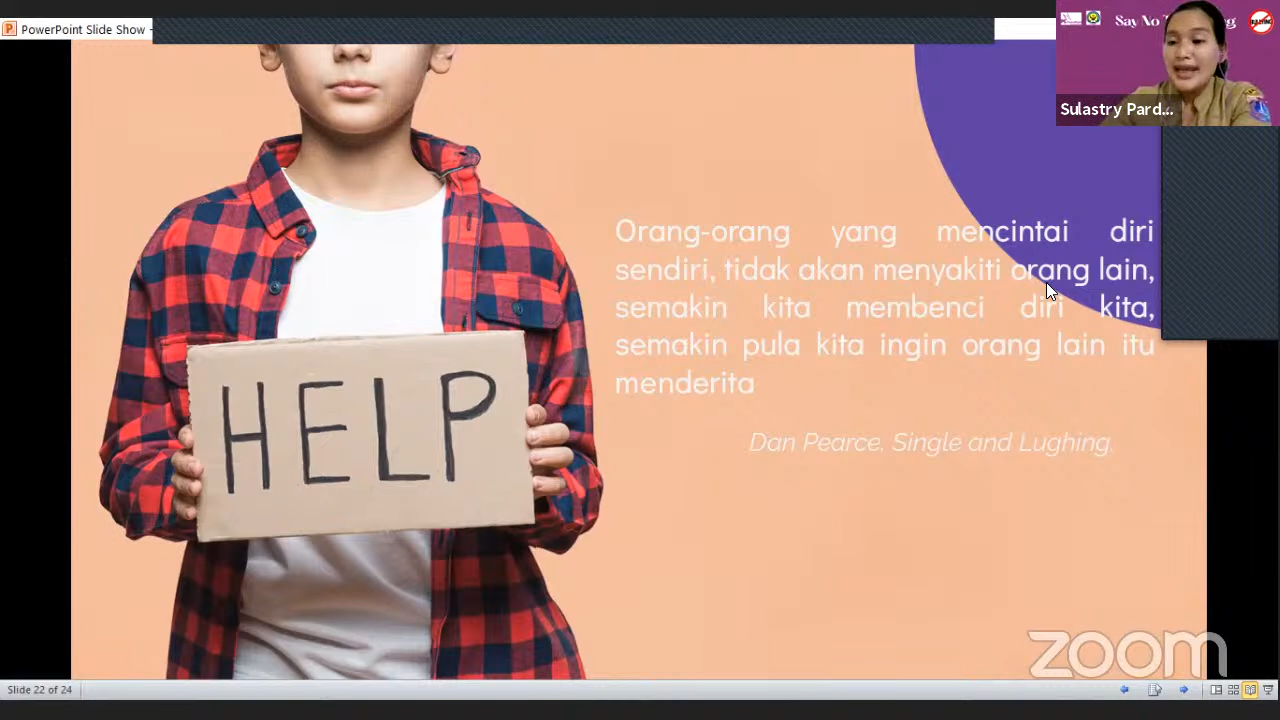 PowerPoint Slide Show -
Say No
Sulastry Pard...
Orang-orang yang mencintai diri
sendiri, tidak akan menyakiti orang lain,
semakin kita membenci diri kita,
semakin pula kita ingin orang lain itu
menderita
Dan Pearce, Single and Lughing,
HELP
zoom
Slide 22 of 24